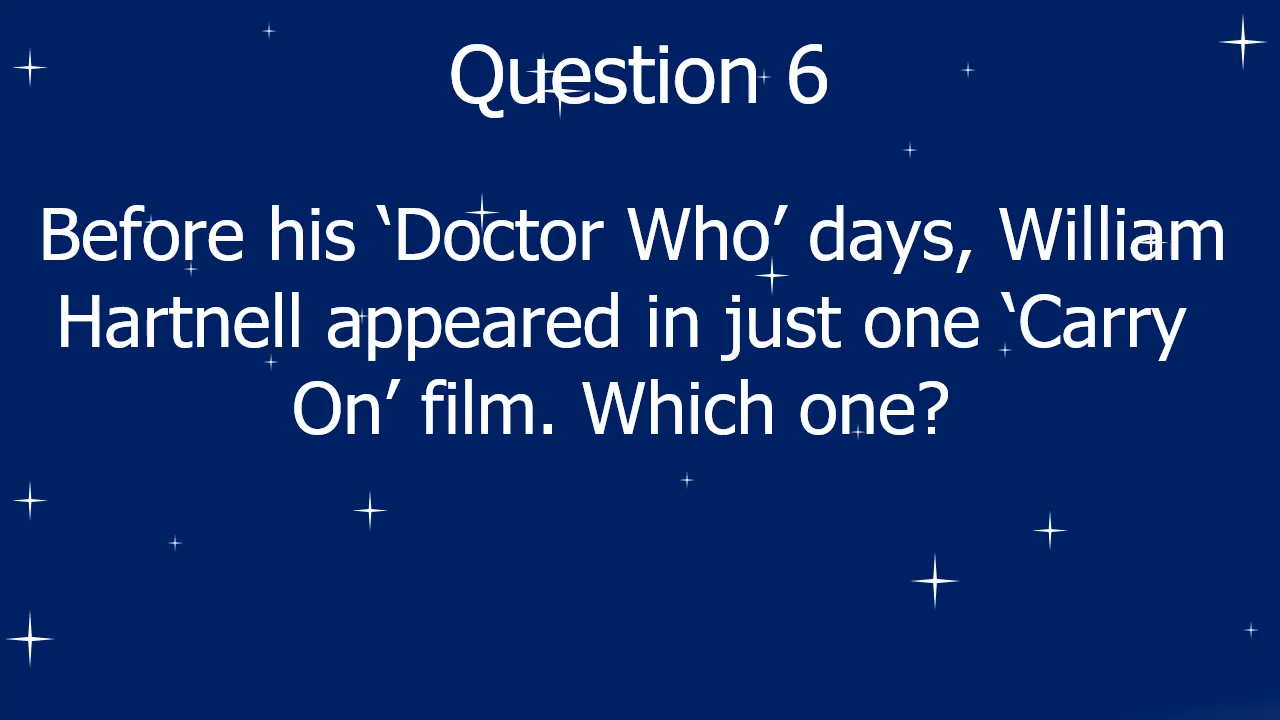 Question 6
Before his ‘Doctor Who’ days, William
Hartnell appeared in just one ‘Carry
On’ film. Which one?